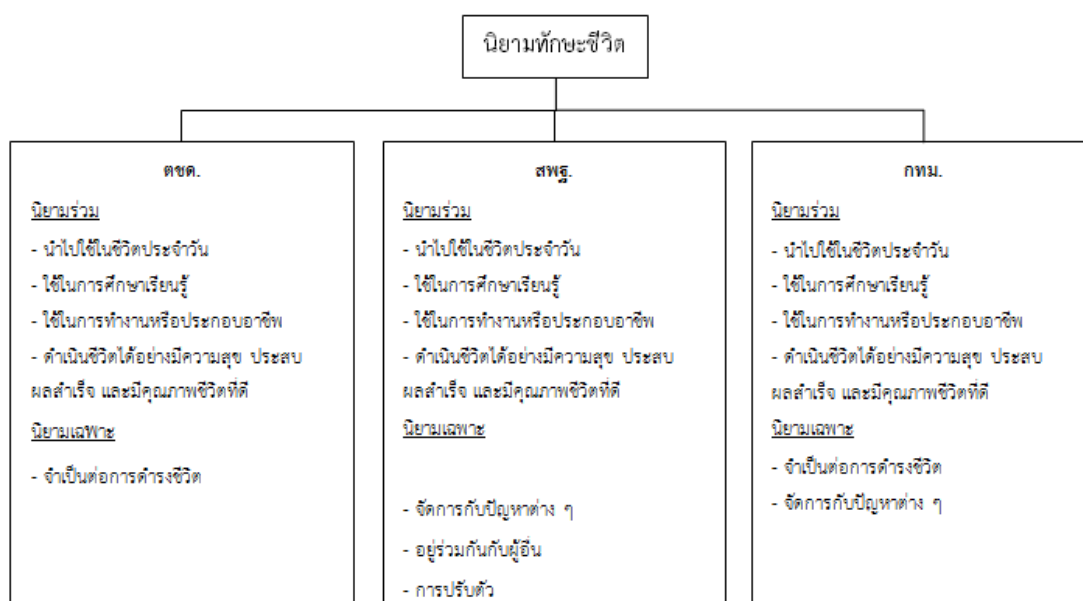 นิยามทักษะชีวิต
ตชด.
นิยามร่วม
- นำไปใช้ในชีวิตประจำวัน
- ใช้ในการศึกษาเรียนรู้
- ใช้ในการทำงานหรือประกอบอาชีพ
- ดำเนินชีวิตได้อย่างมีความสุข ประสบ
ผลสำเร็จ และมีคุณภาพชีวิตที่ดี
นิยามเฉพาะ
- จำเป็นต่อการดำรงชีวิต
สพฐ.
นิยามร่วม
- นำไปใช้ในชีวิตประจำวัน
- ใช้ในการศึกษาเรียนรู้
- ใช้ในการทำงานหรือประกอบอาชีพ
- ดำเนินชีวิตได้อย่างมีความสุข ประสบ
ผลสำเร็จ และมีคุณภาพชีวิตที่ดี
นิยามเฉพาะ
- จัดการกับปัญหาต่าง ๆ
- อยู่ร่วมกันกับผู้อื่น
- การปรับตัว
กทม.
นิยามร่วม
- นำไปใช้ในชีวิตประจำวัน
- ใช้ในการศึกษาเรียนรู้
- ใช้ในการทำงานหรือประกอบอาชีพ
- ดำเนินชีวิตได้อย่างมีความสุข ประสบ
ผลสำเร็จ และมีคุณภาพชีวิตที่ดี
นิยามเฉพาะ
- จำเป็นต่อการดำรงชีวิต
- จัดการกับปัญหาต่าง ๆ